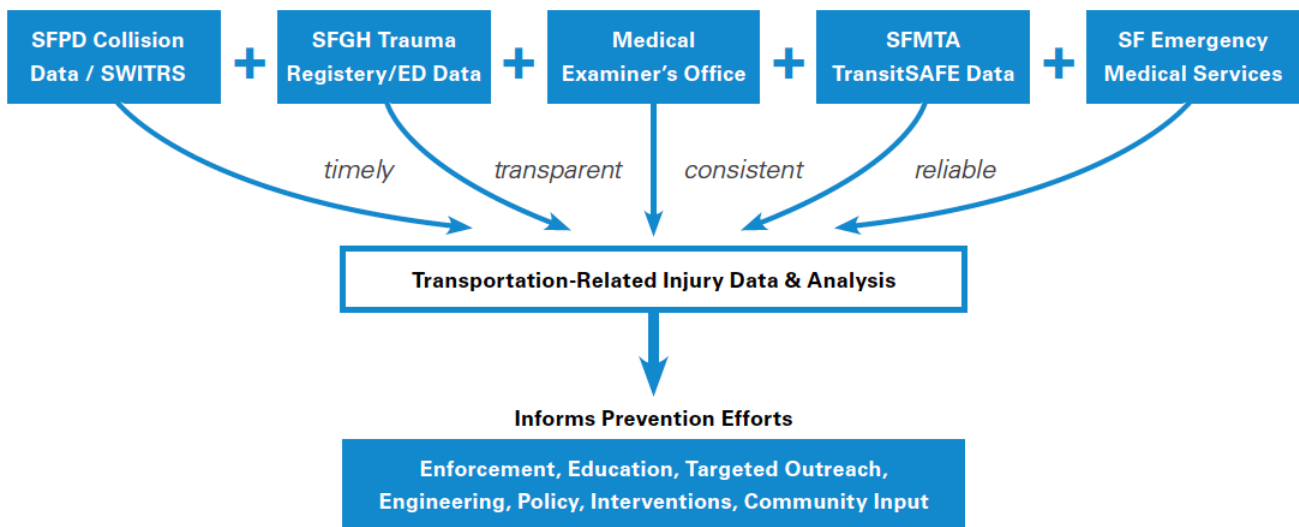 SFPD Collision
Data / SWITRS
+
SFGH Trauma
Registery/ED Data
+
Medical
Examiner's Office
+
SFMTA
TransitSAFE Data
+
SF Emergency
Medical Services
timely
transparent
consistent
reliable
Transportation-Related Injury Data & Analysis
Informs Prevention Efforts
Enforcement, Education, Targeted Outreach,
Engineering, Policy, Interventions, Community Input